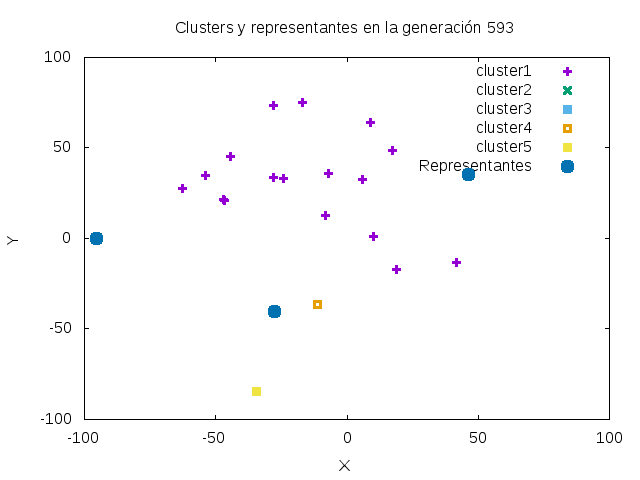 Clusters y representantes en la generación 593
100
50
0
-50
-100
Y
cluster1
cluster2
cluster3
cluster4
cluster5
Representantes
-100 -50 0 50 100
X